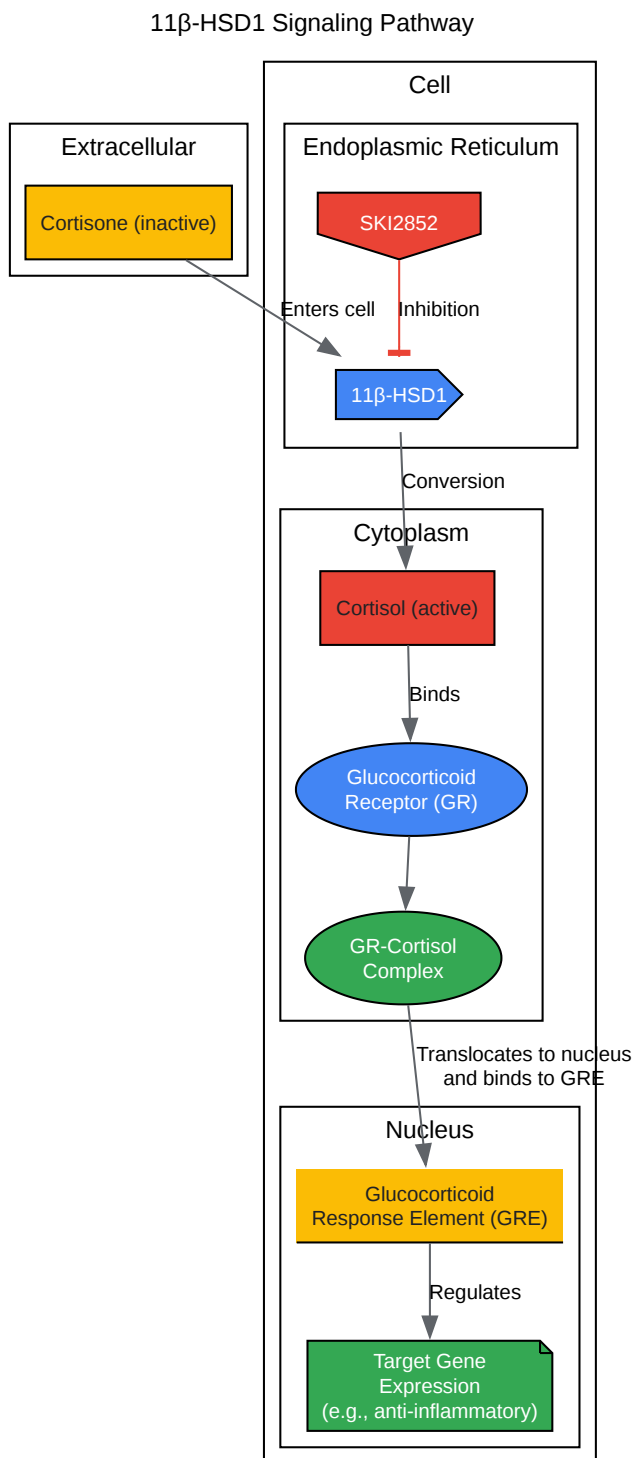 11β-HSD1 Signaling Pathway
Cell
Extracellular
Endoplasmic Reticulum
Cortisone (inactive)
SKI2852
Enters cell
Inhibition
11β-HSD1
Conversion
Cytoplasm
Cortisol (active)
Binds
Glucocorticoid
Receptor (GR)
GR-Cortisol
Complex
Translocates to nucleus
and binds to GRE
Nucleus
Glucocorticoid
Response Element (GRE)
Regulates
Target Gene
Expression
(e.g., anti-inflammatory)